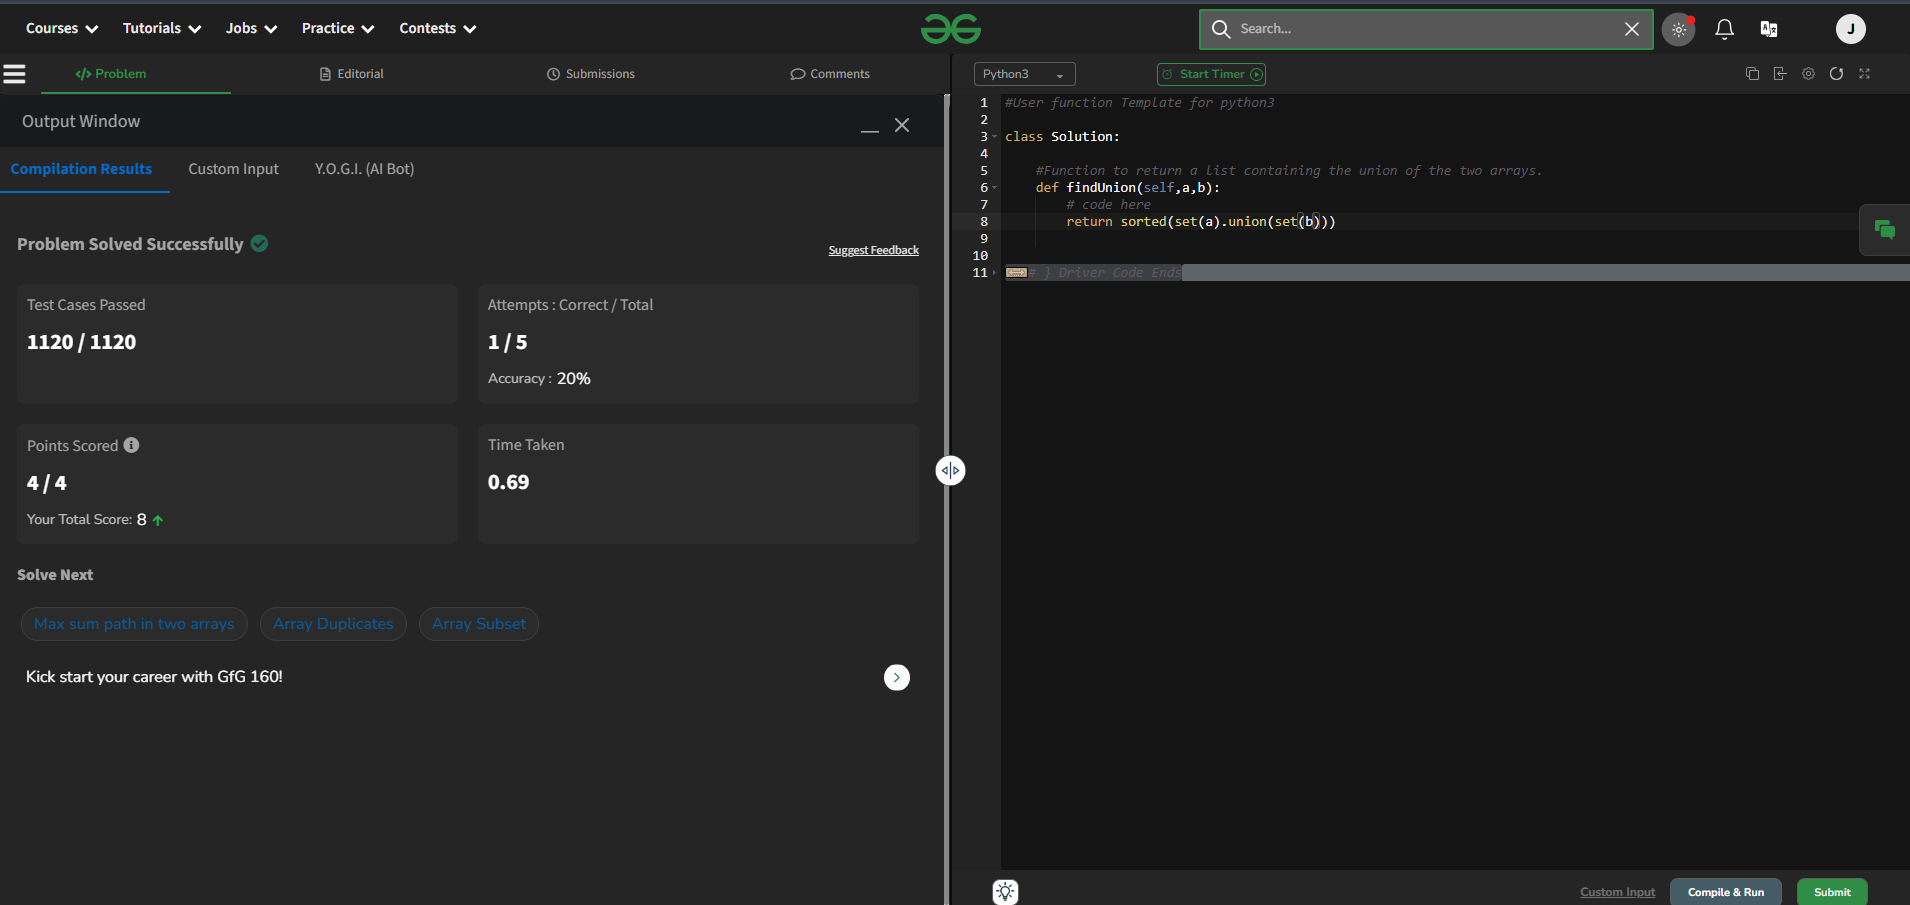 Courses Tutorials Jobs Practice Contests Search... J
Problem Editorial Submissions Comments
Output Window
Compilation Results Custom Input Y.O.G.I. (AI Bot)
Problem Solved Successfully
Suggest Feedback
Test Cases Passed
1120 / 1120
Attempts : Correct / Total
1 / 5
Accuracy : 20%
Points Scored
4 / 4
Your Total Score: 8
Time Taken
0.69
Solve Next
Max sum path in two arrays Array Duplicates Array Subset
Kick start your career with GfG 160!
Python3 Start Timer
1 #User function Template for python3
2
3 class Solution:
4
5 #Function to return a list containing the union of the two arrays.
6 def findUnion(self,a,b):
7 # code here
8 return sorted(set(a).union(set(b)))
9
10
11 # } Driver Code Ends
Custom Input Compile & Run Submit